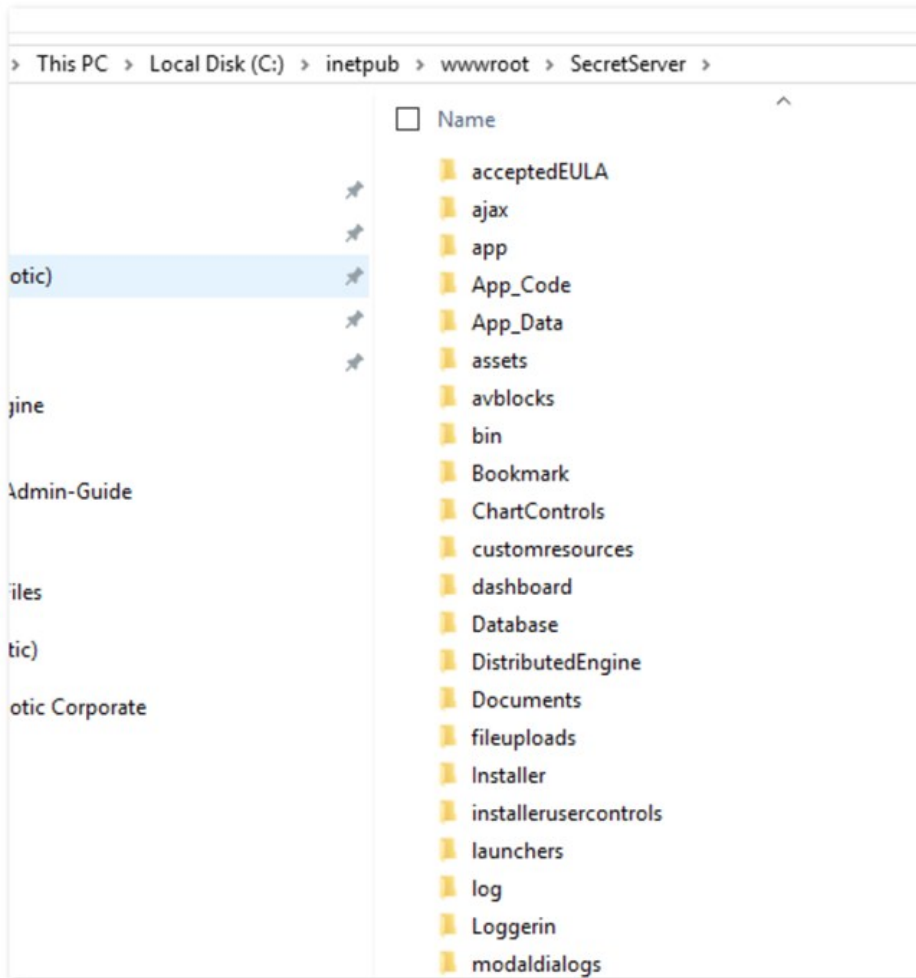 This PC > Local Disk (C:) > inetpub > wwwroot > SecretServer >
Name
acceptedEULA
ajax
app
otic)
App_Code
App_Data
assets
avblocks
gine
bin
Bookmark
Admin-Guide
ChartControls
customresources
dashboard
Files
Database
tic)
DistributedEngine
Documents
otic Corporate
fileuploads
Installer
installerusercontrols
launchers
log
Loggerin
modaldialogs